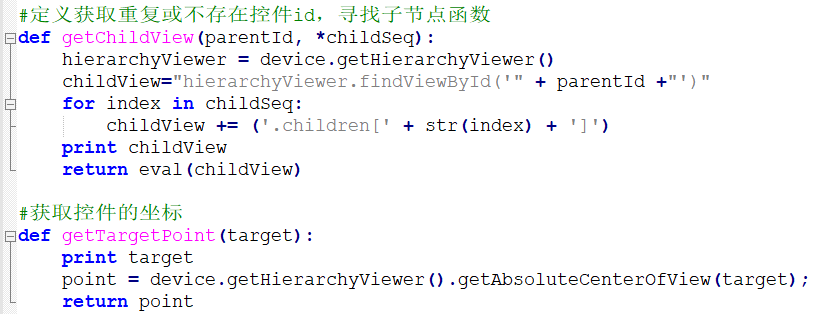 #定义获取重复或不存在控件id，寻找子节点函数
def getChildView(parentId, *childSeq):
    hierarchyViewer = device.getHierarchyViewer()
    childView="hierarchyViewer.findViewById('" + parentId +"')"
    for index in childSeq:
        childView += ('.children[' + str(index) + ']')
    print childView
    return eval(childView)

#获取控件的坐标
def getTargetPoint(target):
    print target
    point = device.getHierarchyViewer().getAbsoluteCenterOfView(target);
    return point